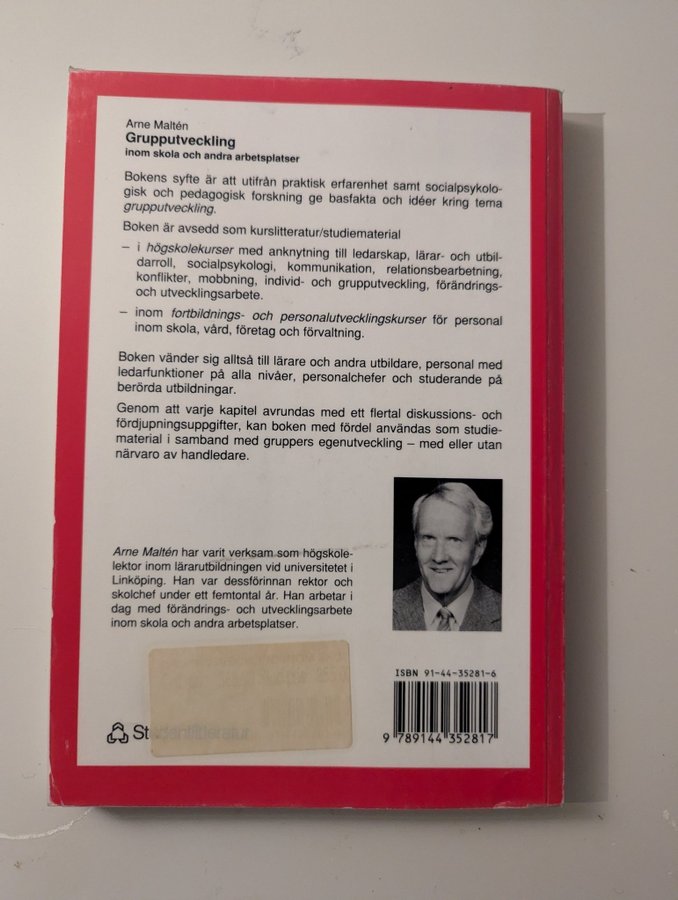 Arne Maltén
Grupputveckling
inom skola och andra arbetsplatser
Bokens syfte är att utifrån praktisk erfarenhet samt socialpsykolo-
gisk och pedagogisk forskning ge basfakta och idéer kring tema
grupputveckling.
Boken är avsedd som kurslitteratur/studiematerial
– i högskolekurser med anknytning till ledarskap, lärar- och utbil-
darroll, socialpsykologi, kommunikation, relationsbearbetning,
konflikter, mobbning, individ- och grupputveckling, förändrings-
och utvecklingsarbete.
– inom fortbildnings- och personalutvecklingskurser för personal
inom skola, vård, företag och förvaltning.
Boken vänder sig alltså till lärare och andra utbildare, personal med
ledarfunktioner på alla nivåer, personalchefer och studerande på
berörda utbildningar.
Genom att varje kapitel avrundas med ett flertal diskussions- och
fördjupningsuppgifter, kan boken med fördel användas som studie-
material i samband med gruppers egenutveckling – med eller utan
närvaro av handledare.
Arne Maltén har varit verksam som högskole-
lektor inom lärarutbildningen vid universitetet i
Linköping. Han var dessförinnan rektor och
skolchef under ett femtontal år. Han arbetar i
dag med förändrings- och utvecklingsarbete
inom skola och andra arbetsplatser.
ISBN 91-44-35281-6
9 789144 352817
Studentlitteratur